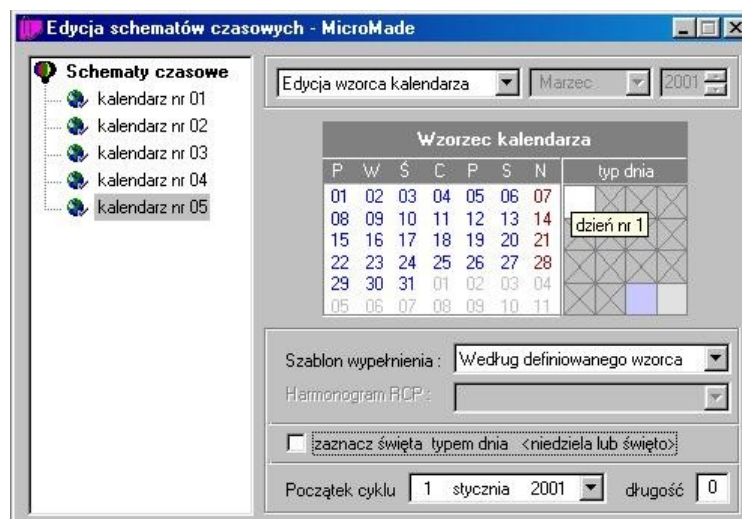 Edycja schematów czasowych - MicroMade
Schematy czasowe
kalendarz nr 01
kalendarz nr 02
kalendarz nr 03
kalendarz nr 04
kalendarz nr 05
Edycja wzorca kalendarza Marzec 2001
Wzorzec kalendarza
P W Ś C P S N typ dnia
01 02 03 04 05 06 07
08 09 10 11 12 13 14 dzień nr 1
15 16 17 18 19 20 21
22 23 24 25 26 27 28
29 30 31 01 02 03 04
05 06 07 08 09 10 11
Szablon wypełnienia : Według definiowanego wzorca
Harmonogram RCP :
zaznacz święta typem dnia <niedziela lub święto>
Początek cyklu 1 stycznia 2001 długość 0